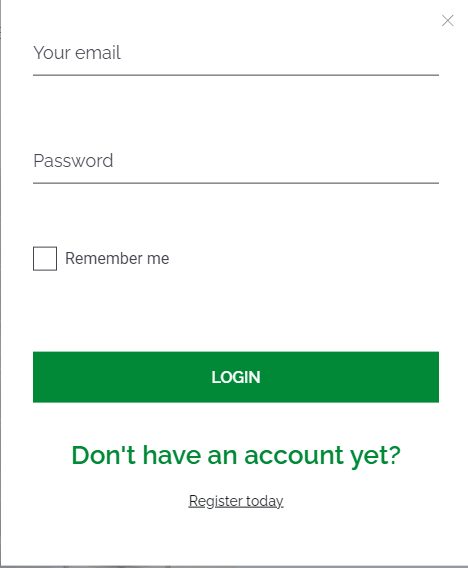 Your email
Password
Remember me
LOGIN
Don't have an account yet?
Register today